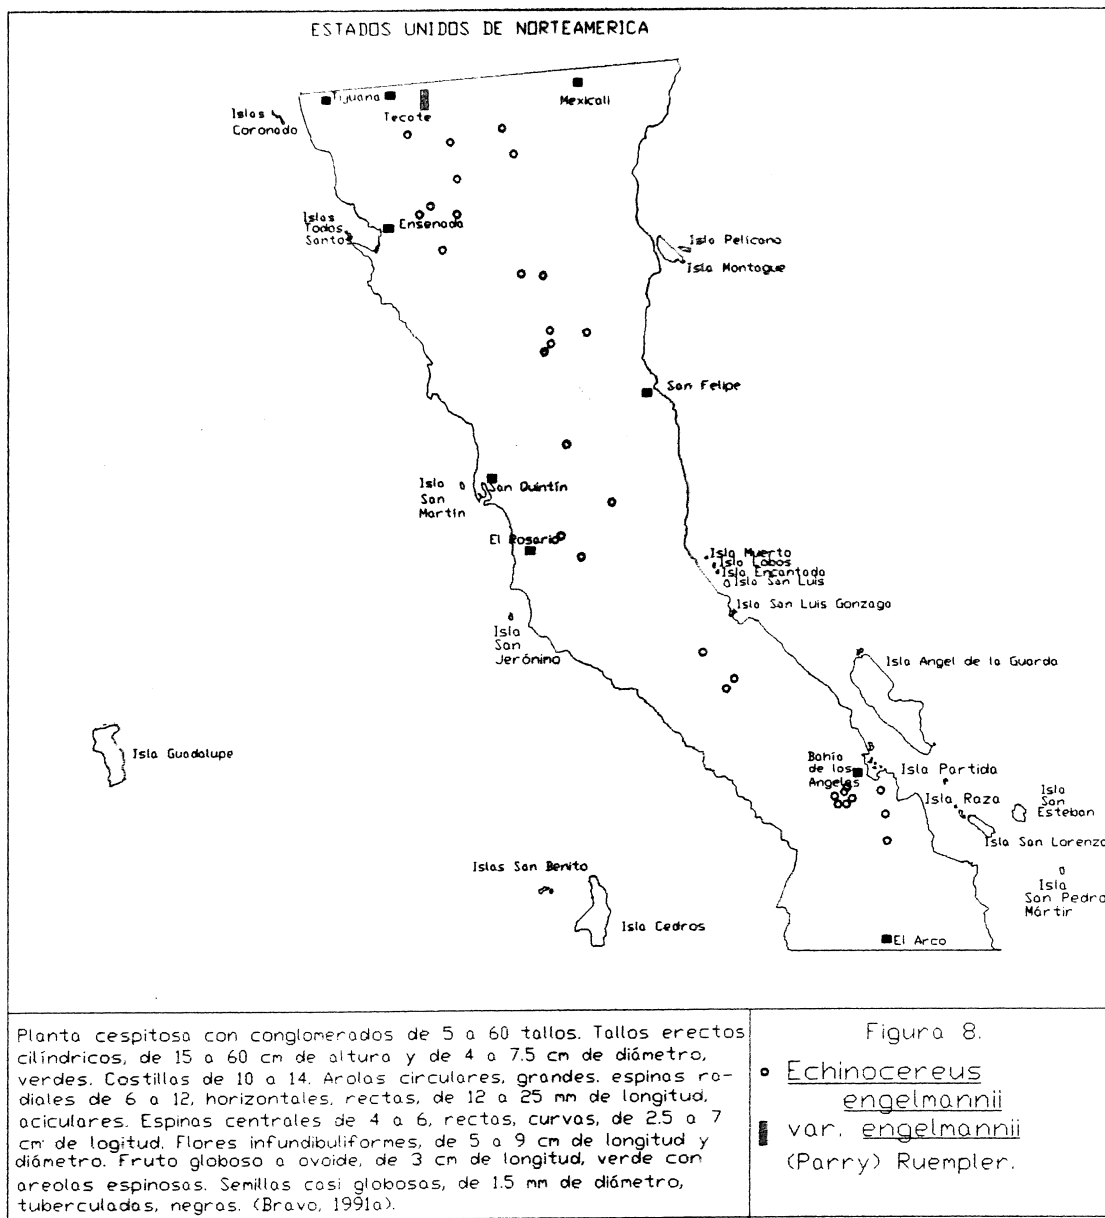 ESTADOS UNIDOS DE NORTEAMERICA
Tijuana
Tecate
Mexicali
Islas
Coronado
Islas
Todos
Santos
Ensenada
Isla Pelícano
Isla Montague
San Felipe
Isla
San
Martín
San Quintín
El Rosario
Isla Muerto
Isla Lobos
Isla Encantada
Isla San Luis
Isla San Luis Gonzaga
Isla
San
Jerónimo
Isla Angel de la Guarda
Isla Guadalupe
Bahía
de los
Angeles
Isla Partida
Isla Raza
Isla
San
Esteban
Isla San Lorenzo
Islas San Benito
Isla Cedros
Isla
San Pedro
Mártir
El Arco
Planta cespitosa con conglomerados de 5 a 60 tallos. Tallos erectos
cilíndricos, de 15 a 60 cm de altura y de 4 a 7.5 cm de diámetro,
verdes. Costillas de 10 a 14. Arolas circulares, grandes. espinas ra-
diales de 6 a 12, horizontales, rectas, de 12 a 25 mm de longitud,
aciculares. Espinas centrales de 4 a 6, rectas, curvas, de 2.5 a 7
cm de logitud. Flores infundibuliformes, de 5 a 9 cm de longitud y
diámetro. Fruto globoso a ovoide, de 3 cm de longitud, verde con
areolas espinosas. Semillas casi globosas, de 1.5 mm de diámetro,
tuberculadas, negras. (Bravo, 1991a).
Figura 8.
Echinocereus
engelmannii
var. engelmannii
(Parry) Ruempler.